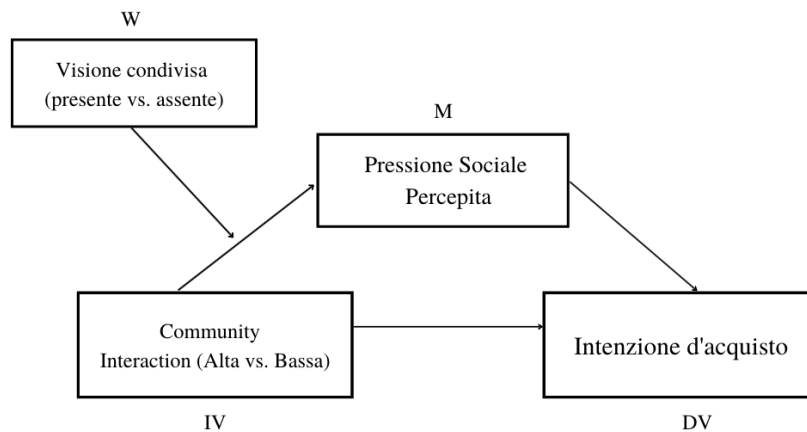 W
Visione condivisa
(presente vs. assente)
M
Pressione Sociale
Percepita
Community
Interaction (Alta vs. Bassa)
IV
Intenzione d'acquisto
DV